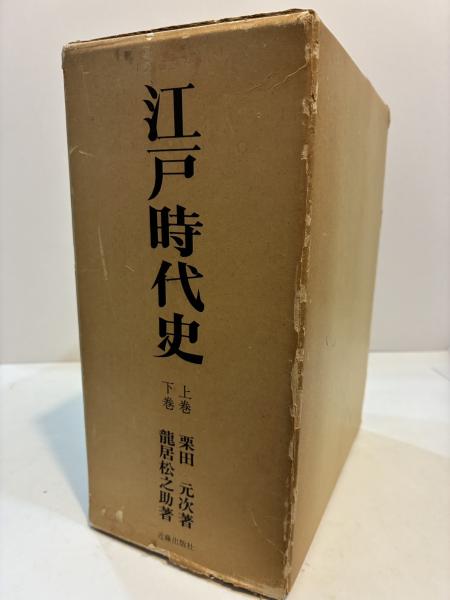 江戸時代史
上巻 栗田 元次著
下巻 龍居松之助著
近藤出版社